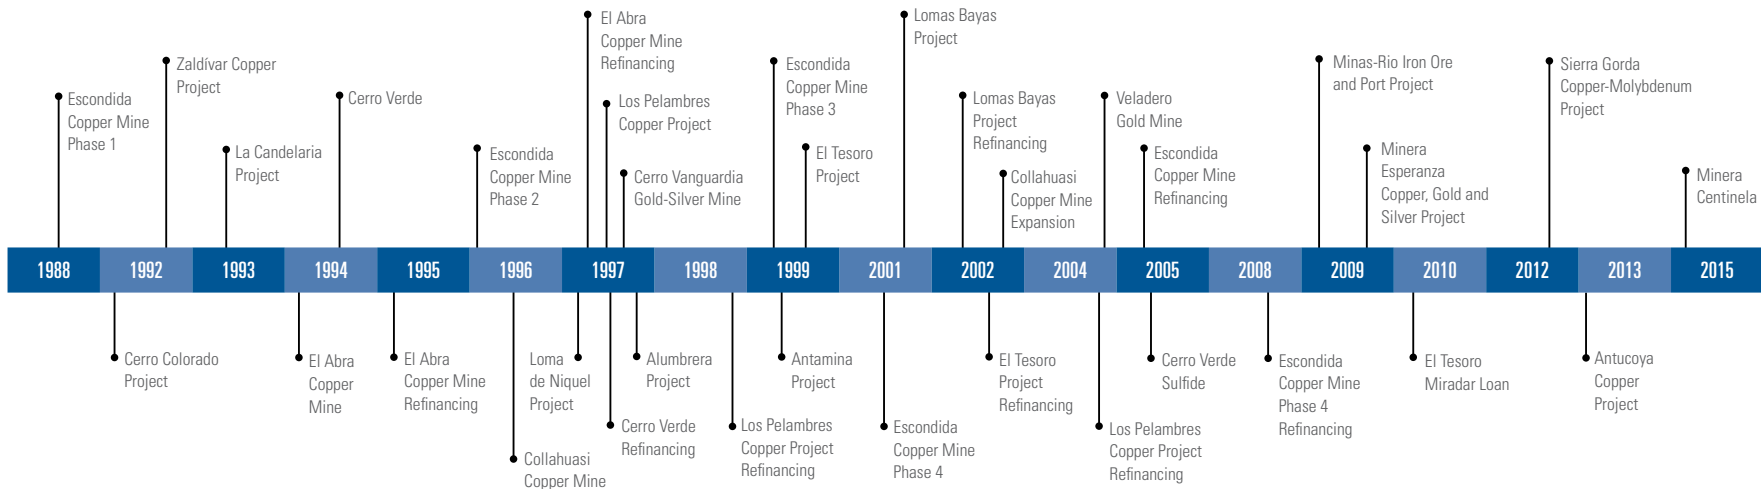 Escondida
Copper Mine
Phase 1
Zaldívar Copper
Project
La Candelaria
Project
Cerro Verde
Escondida
Copper Mine
Phase 2
El Abra
Copper Mine
Refinancing
Los Pelambres
Copper Project
Cerro Vanguardia
Gold-Silver Mine
Escondida
Copper Mine
Phase 3
El Tesoro
Project
Lomas Bayas
Project
Lomas Bayas
Project
Refinancing
Collahuasi
Copper Mine
Expansion
Veladero
Gold Mine
Escondida
Copper Mine
Refinancing
Minas-Rio Iron Ore
and Port Project
Minera
Esperanza
Copper, Gold and
Silver Project
Sierra Gorda
Copper-Molybdenum
Project
Minera
Centinela
1988 1992 1993 1994 1995 1996 1997 1998 1999 2001 2002 2004 2005 2008 2009 2010 2012 2013 2015
Cerro Colorado
Project
El Abra
Copper
Mine
El Abra
Copper Mine
Refinancing
Collahuasi
Copper Mine
Loma
de Niquel
Project
Cerro Verde
Refinancing
Alumbrera
Project
Los Pelambres
Copper Project
Refinancing
Antamina
Project
Escondida
Copper Mine
Phase 4
El Tesoro
Project
Refinancing
Los Pelambres
Copper Project
Refinancing
Cerro Verde
Sulfide
Escondida
Copper Mine
Phase 4
Refinancing
El Tesoro
Miradar Loan
Antucoya
Copper
Project